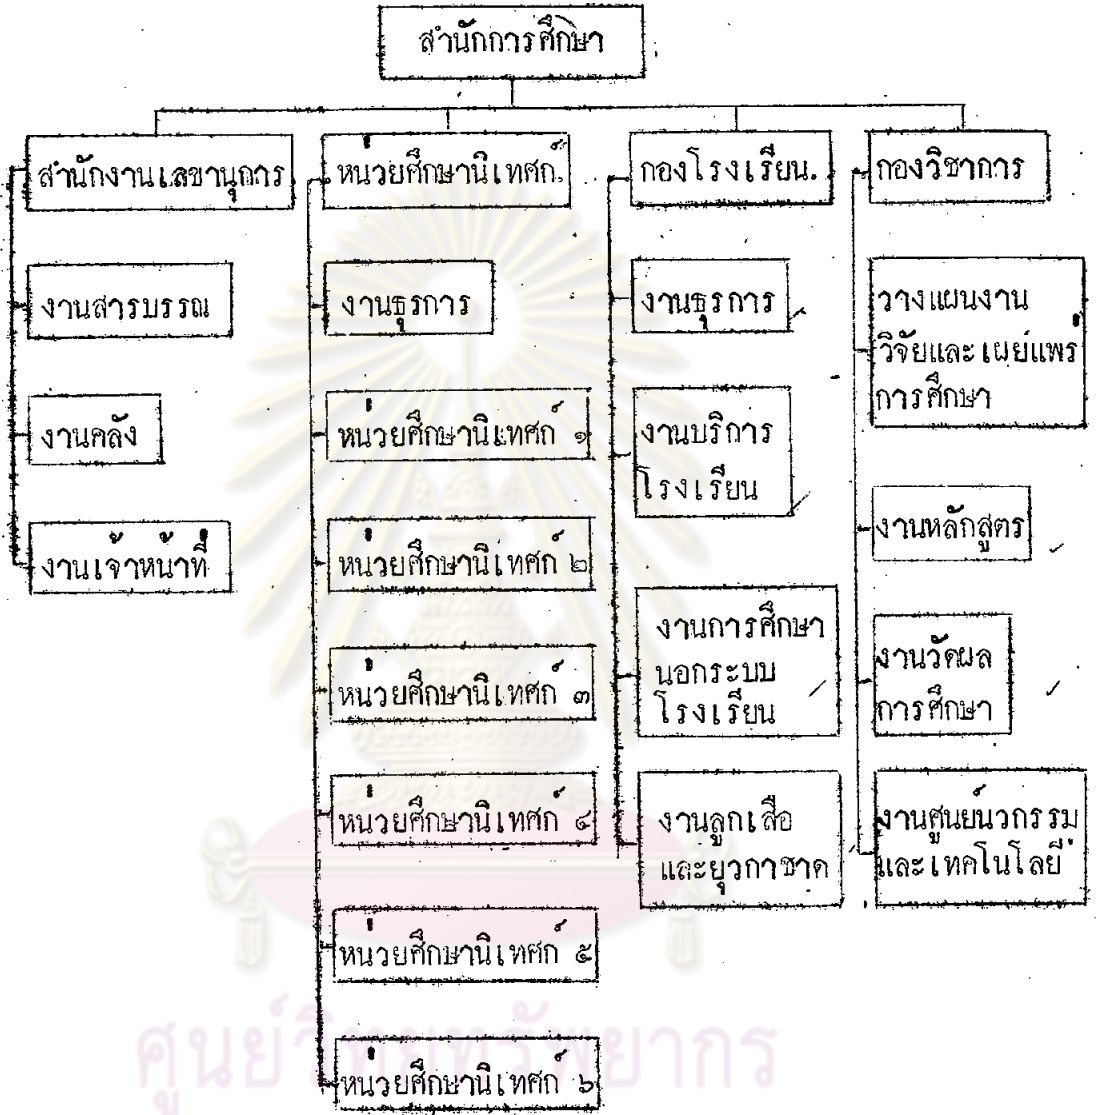 สำนักการศึกษา
สำนักงานเลขานุการ
งานสารบรรณ
งานคลัง
งานเจ้าหน้าที่
หน่วยศึกษานิเทศก์
งานธุรการ
หน่วยศึกษานิเทศก์ ๑
หน่วยศึกษานิเทศก์ ๒
หน่วยศึกษานิเทศก์ ๓
หน่วยศึกษานิเทศก์ ๔
หน่วยศึกษานิเทศก์ ๕
หน่วยศึกษานิเทศก์ ๖
กองโรงเรียน.
งานธุรการ
งานบริการ
โรงเรียน
งานการศึกษา
นอกระบบ
โรงเรียน
งานลูกเสือ
และยุวกาชาด
กองวิชาการ
วางแผนงาน
วิจัยและเผยแพร่
การศึกษา
งานหลักสูตร
งานวัดผล
การศึกษา
งานศูนย์นวกรรม
และเทคโนโลยี
ศูนย์วิทยทรัพยากร